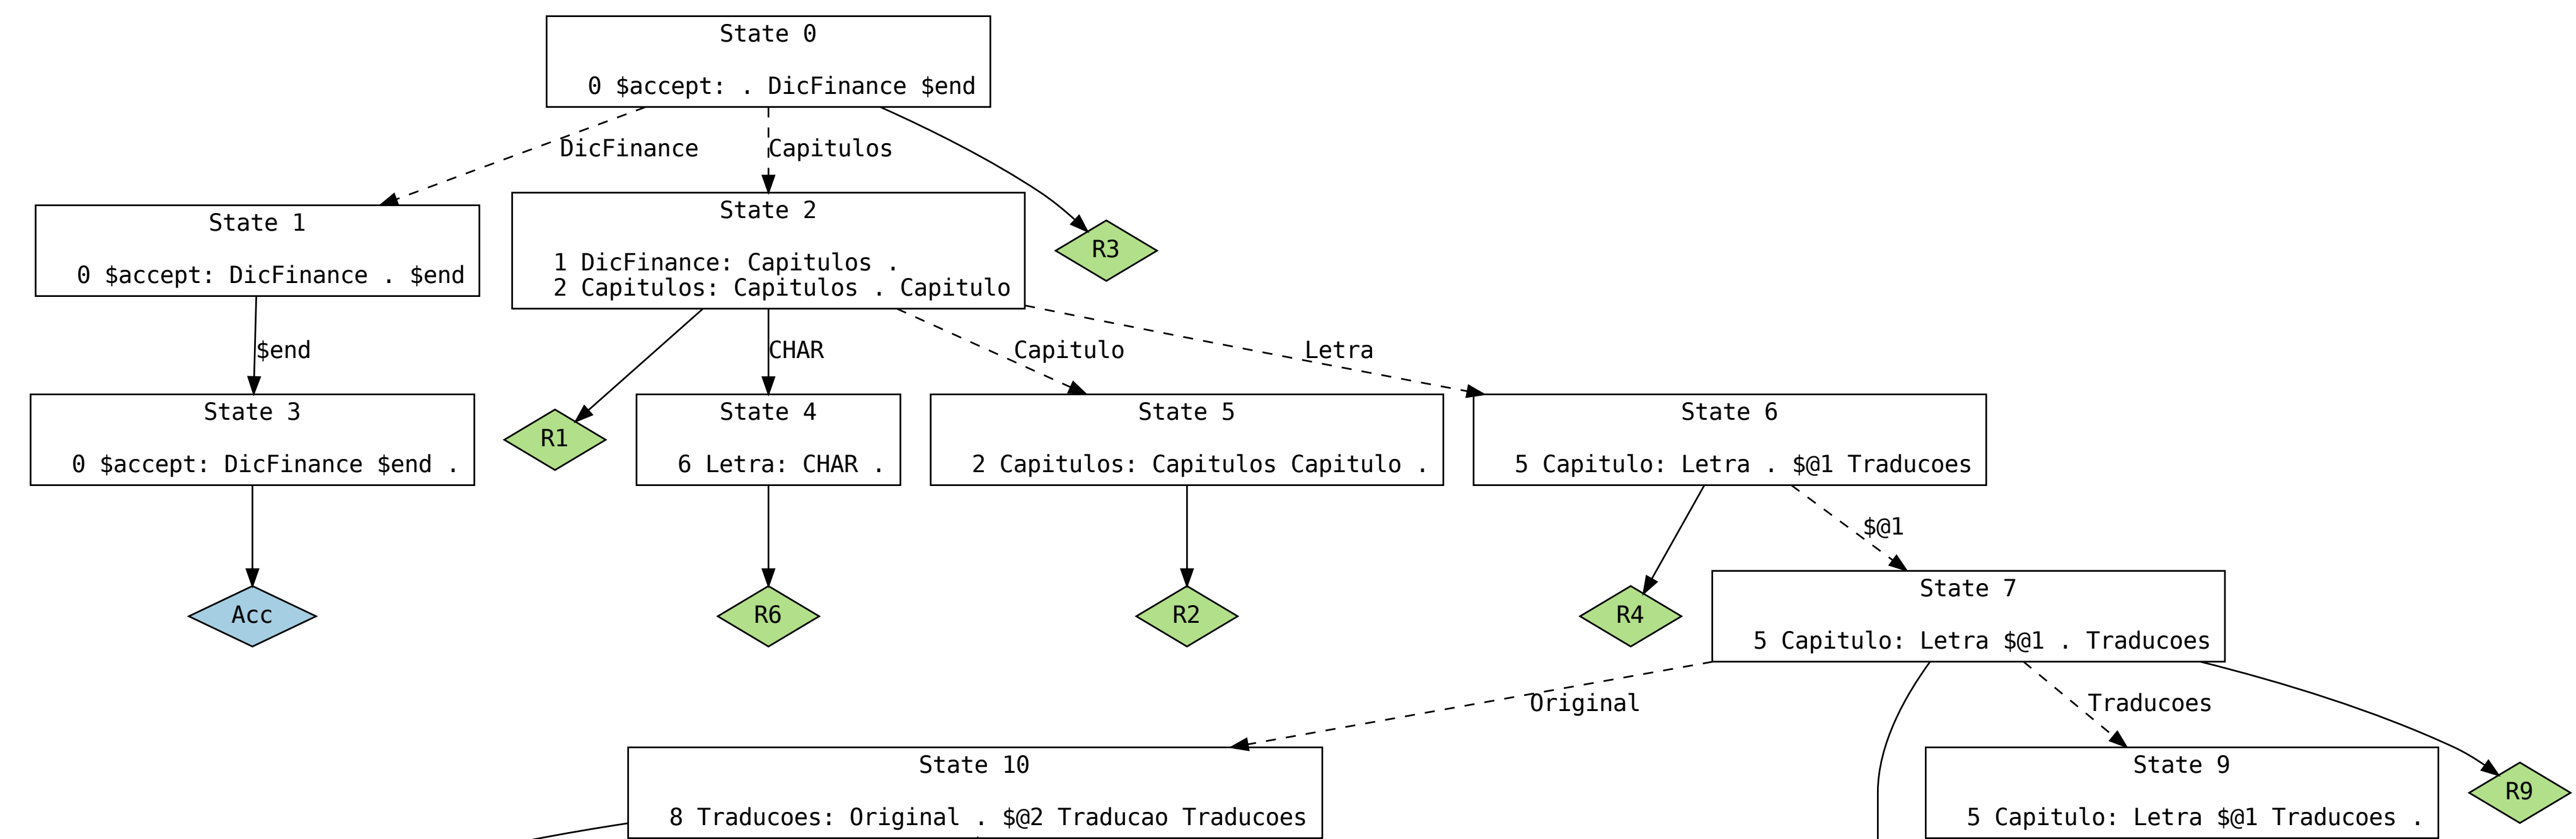 State 0
0 $accept: . DicFinance $end
DicFinance
Capitulos
State 1
0 $accept: DicFinance . $end
State 2
1 DicFinance: Capitulos .
2 Capitulos: Capitulos . Capitulo
R3
$end
CHAR
Capitulo
Letra
State 3
0 $accept: DicFinance $end .
R1
State 4
6 Letra: CHAR .
State 5
2 Capitulos: Capitulos Capitulo .
State 6
5 Capitulo: Letra . $@1 Traducoes
$@1
Acc
R6
R2
R4
State 7
5 Capitulo: Letra $@1 . Traducoes
Original
Traducoes
State 10
8 Traducoes: Original . $@2 Traducao Traducoes
State 9
5 Capitulo: Letra $@1 Traducoes .
R9